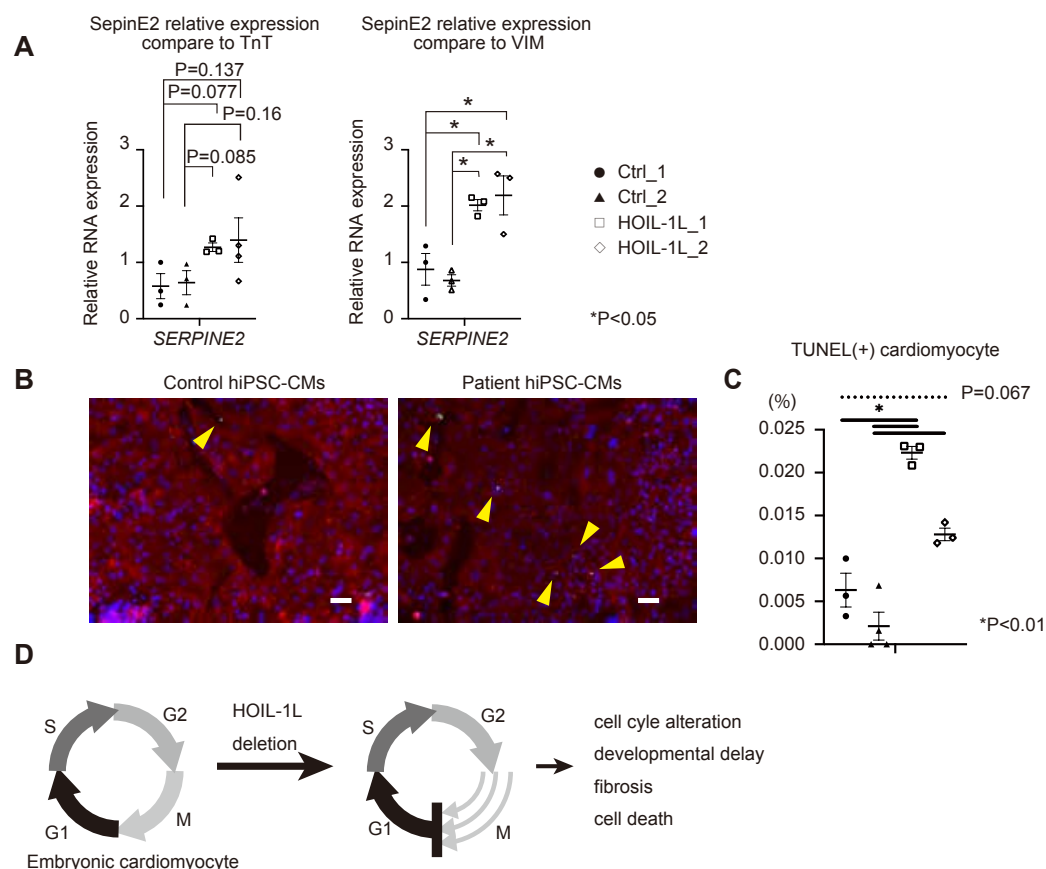 A
SepinE2 relative expression
compare to TnT
P=0.137
P=0.077
P=0.16
P=0.085
Relative RNA expression
3
2
1
0
SERPINE2
SepinE2 relative expression
compare to VIM
*
*
*
*
Relative RNA expression
3
2
1
0
SERPINE2
Ctrl_1
Ctrl_2
HOIL-1L_1
HOIL-1L_2
*P<0.05
B
Control hiPSC-CMs
Patient hiPSC-CMs
C
TUNEL(+) cardiomyocyte
(%)
P=0.067
*
0.025
0.020
0.015
0.010
0.005
0.000
*P<0.01
D
S
G2
G1
M
Embryonic cardiomyocyte
HOIL-1L
deletion
S
G2
G1
M
cell cyle alteration
developmental delay
fibrosis
cell death